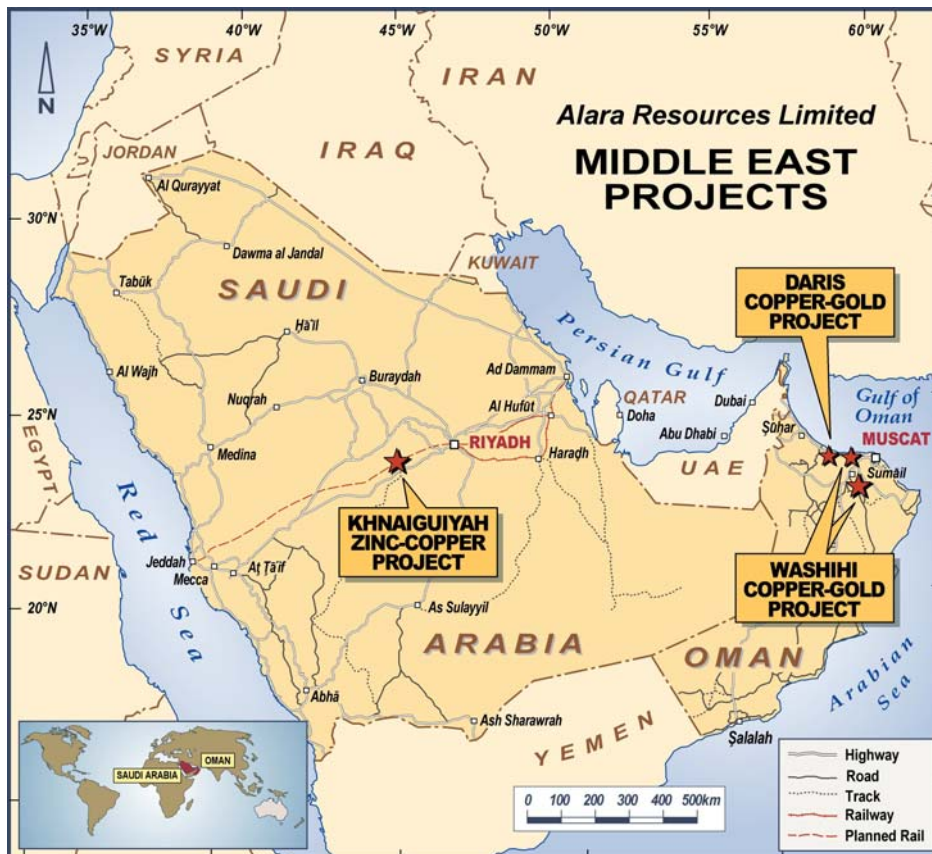 35°W
40°W
45°W
50°W
55°W
60°W
SYRIA
IRAN
N
Alara Resources Limited
MIDDLE EAST
PROJECTS
JORDAN
IRAQ
Al Qurayyat
30°N
Dawma al Jandal
KUWAIT
DARIS
COPPER-GOLD
PROJECT
Tabūk
SAUDI
Ḥā'īl
Persian Gulf
Al Wajh
Buraydah
Ad Dammam
Nuqrah
QATAR
Dubai
Gulf of
Oman
25°N
Al Hufūt
Doha
Abu Dhabi
Şūhar
MUSCAT
EGYPT
Medina
RIYADH
Haraḑh
UAE
Sumāil
Red Sea
KHNAIGUIYAH
ZINC-COPPER
PROJECT
Jeddah
Mecca
At Ţā'if
WASHIHI
COPPER-GOLD
PROJECT
SUDAN
20°N
As Sulayyil
ARABIA
OMAN
Arabian
Sea
Abhā
Ash Sharawrah
YEMEN
Şalalah
OMAN
SAUDI ARABIA
0 100 200 300 400 500km
Highway
Road
Track
Railway
Planned Rail